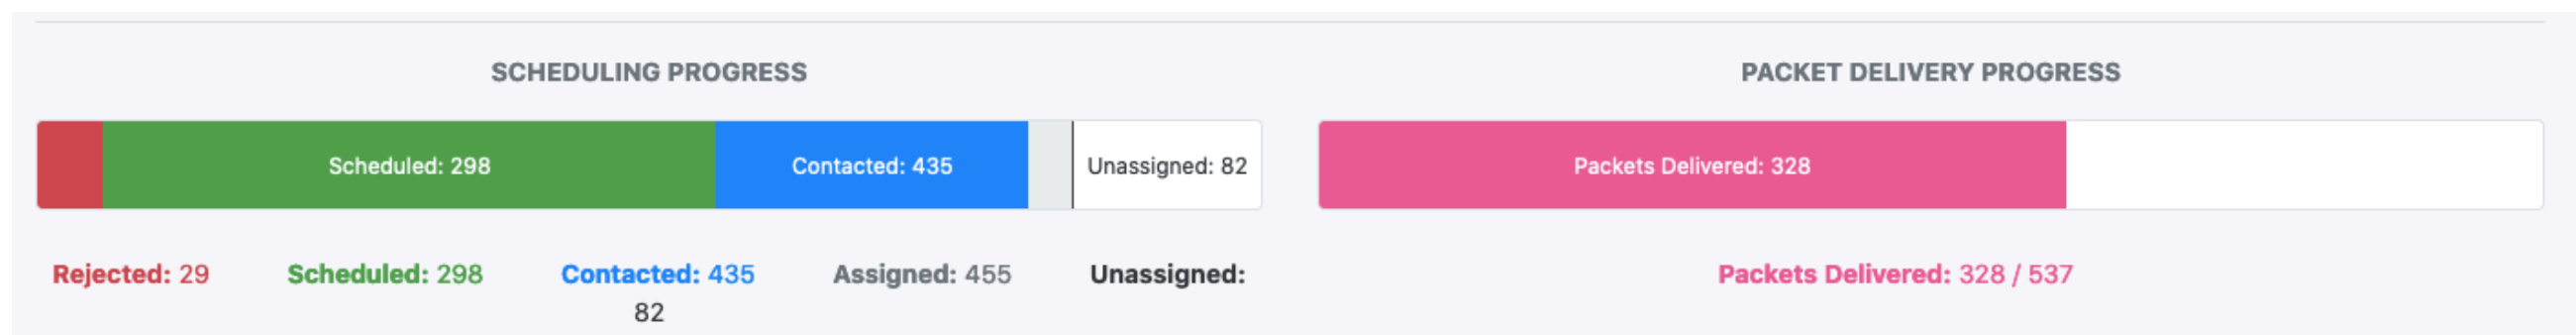 SCHEDULING PROGRESS
Scheduled: 298
Contacted: 435
Unassigned: 82
Rejected: 29 Scheduled: 298 Contacted: 435 Assigned: 455 Unassigned:
82
PACKET DELIVERY PROGRESS
Packets Delivered: 328
Packets Delivered: 328 / 537